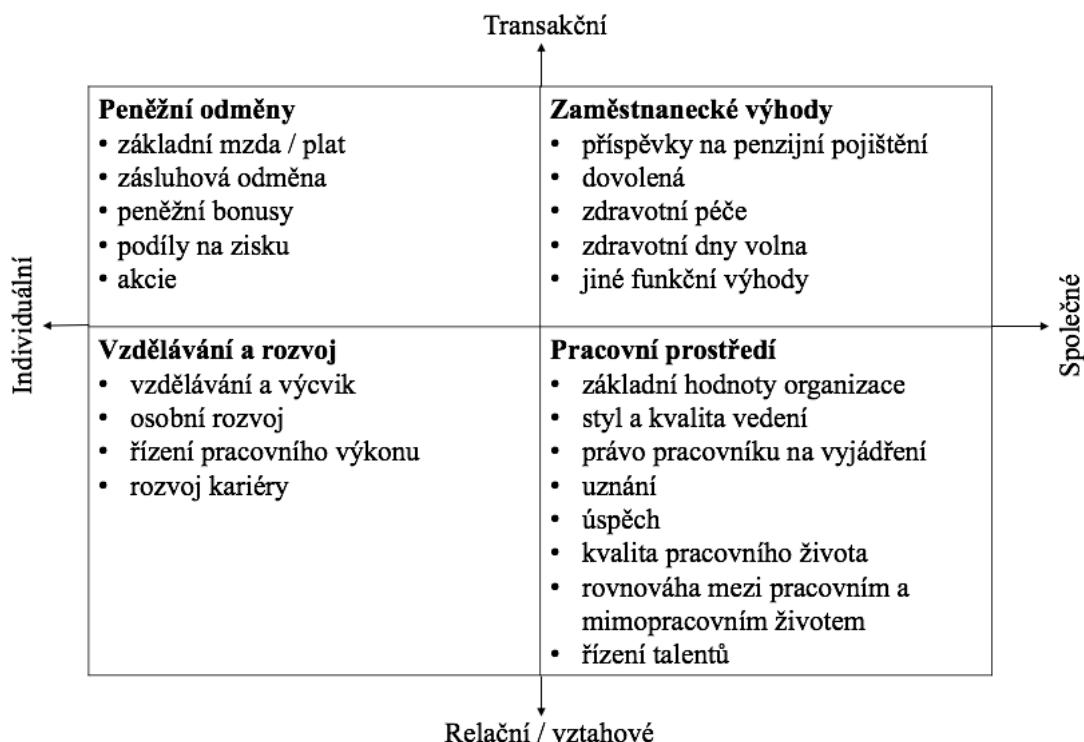 Transakční
Peněžní odměny
• základní mzda / plat
• zásluhová odměna
• peněžní bonusy
• podíly na zisku
• akcie
Zaměstnanecké výhody
• příspěvky na penzijní pojištění
• dovolená
• zdravotní péče
• zdravotní dny volna
• jiné funkční výhody
Individuální
Společné
Vzdělávání a rozvoj
• vzdělávání a výcvik
• osobní rozvoj
• řízení pracovního výkonu
• rozvoj kariéry
Pracovní prostředí
• základní hodnoty organizace
• styl a kvalita vedení
• právo pracovníku na vyjádření
• uznání
• úspěch
• kvalita pracovního života
• rovnováha mezi pracovním a
mimopracovním životem
• řízení talentů
Relační / vztahové